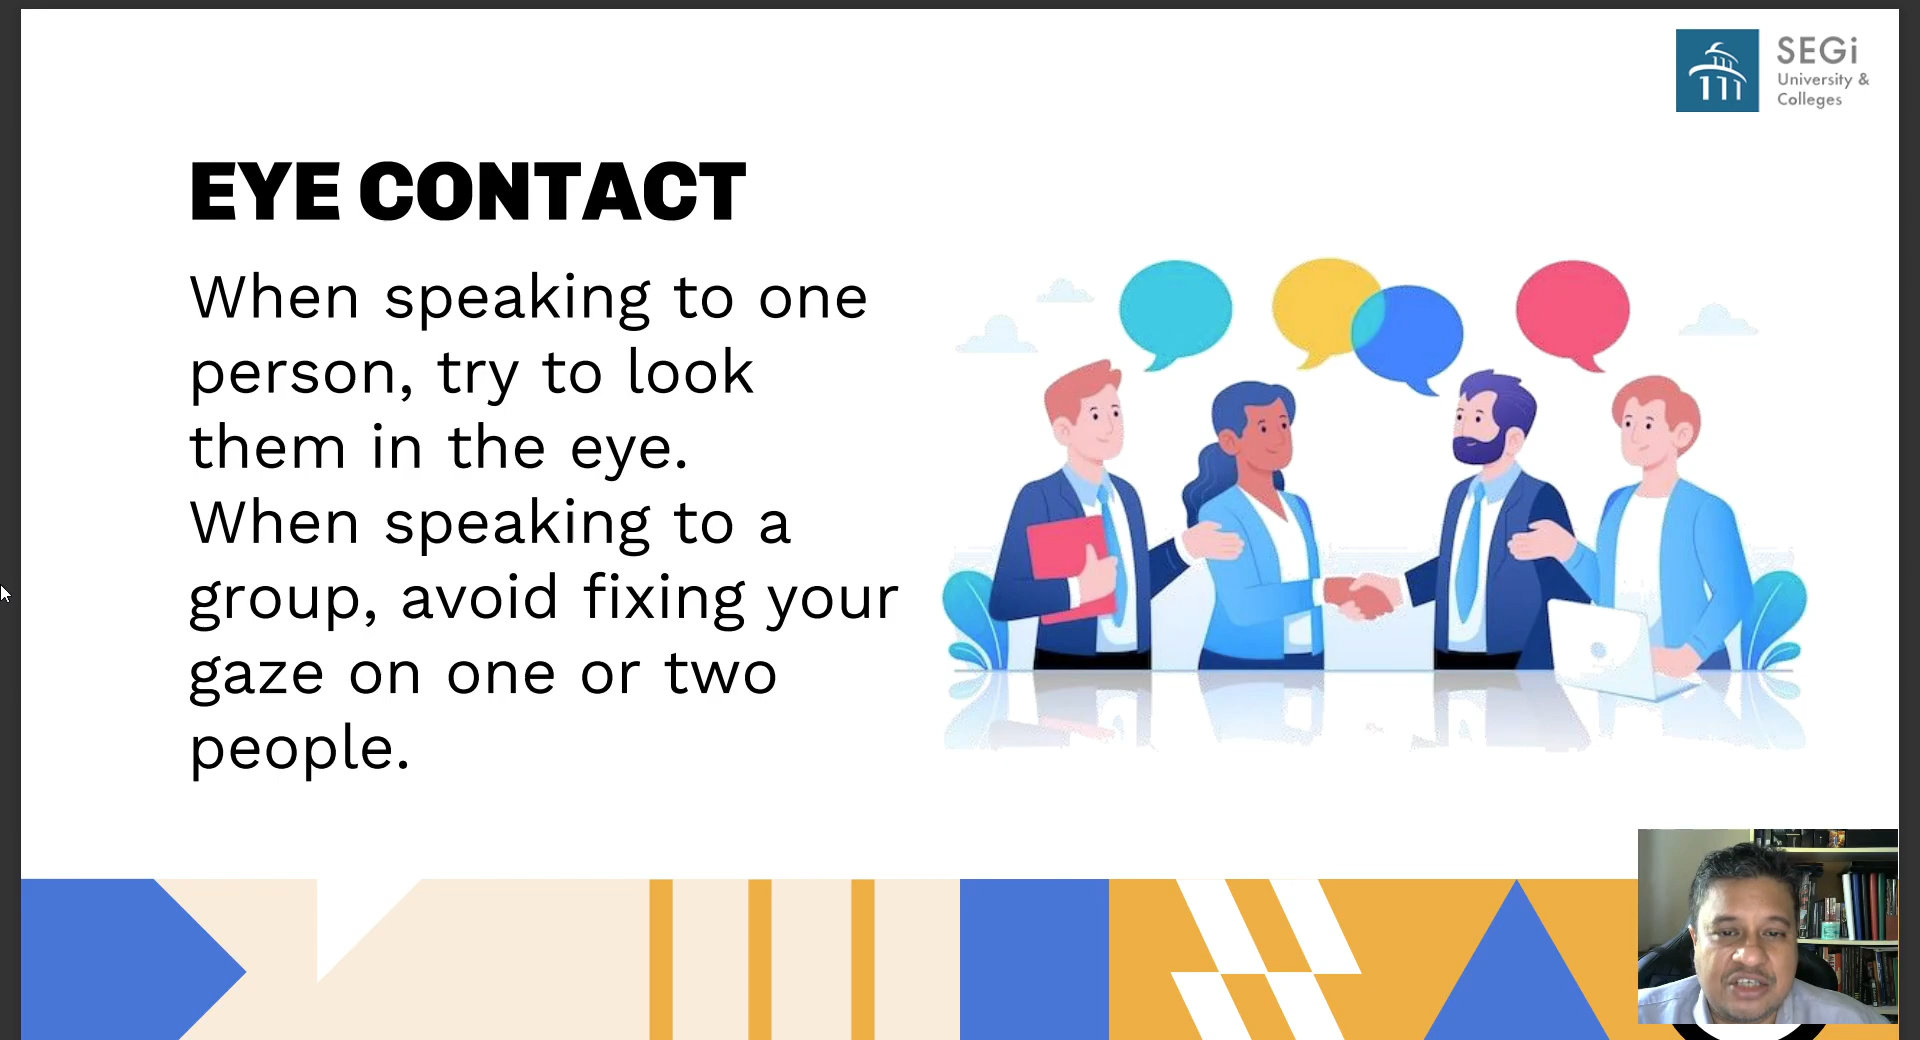 SEGi
University &
Colleges
EYE CONTACT
When speaking to one
person, try to look
them in the eye.
When speaking to a
group, avoid fixing your
gaze on one or two
people.